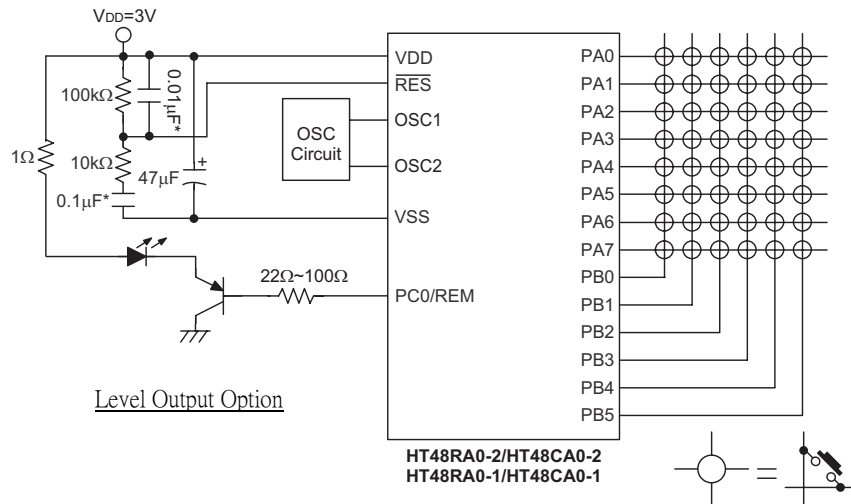 VDD=3V
100kΩ
0.01μF*
1Ω
10kΩ
0.1μF*
47μF
+
OSC
Circuit
VDD
RES
OSC1
OSC2
VSS
22Ω~100Ω
PC0/REM
PA0
PA1
PA2
PA3
PA4
PA5
PA6
PA7
PB0
PB1
PB2
PB3
PB4
PB5
Level Output Option
HT48RA0-2/HT48CA0-2
HT48RA0-1/HT48CA0-1
=